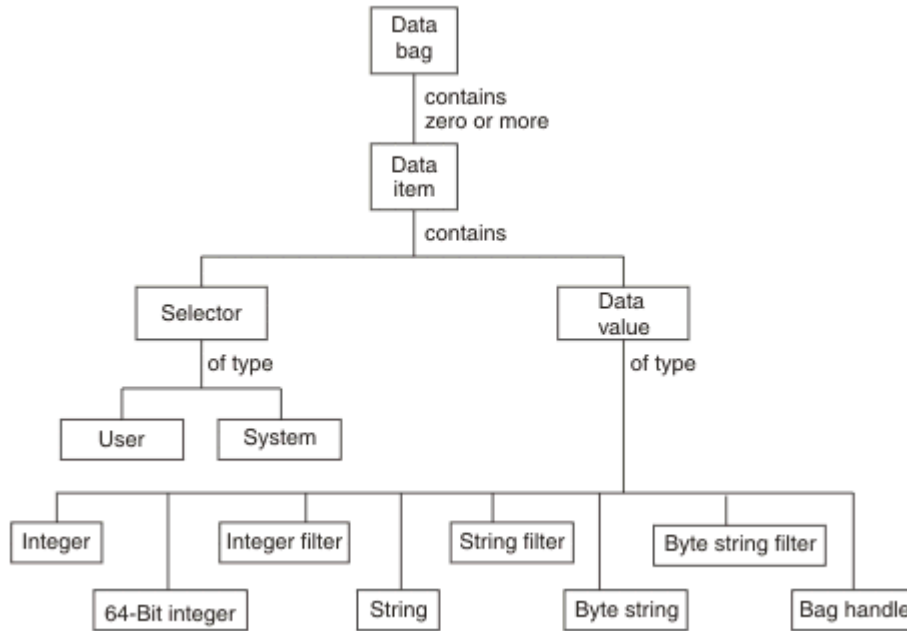 Data
bag
contains
zero or more
Data
item
contains
Selector
Data
value
of type
of type
User
System
Integer
Integer filter
String filter
Byte string filter
64-Bit integer
String
Byte string
Bag handle